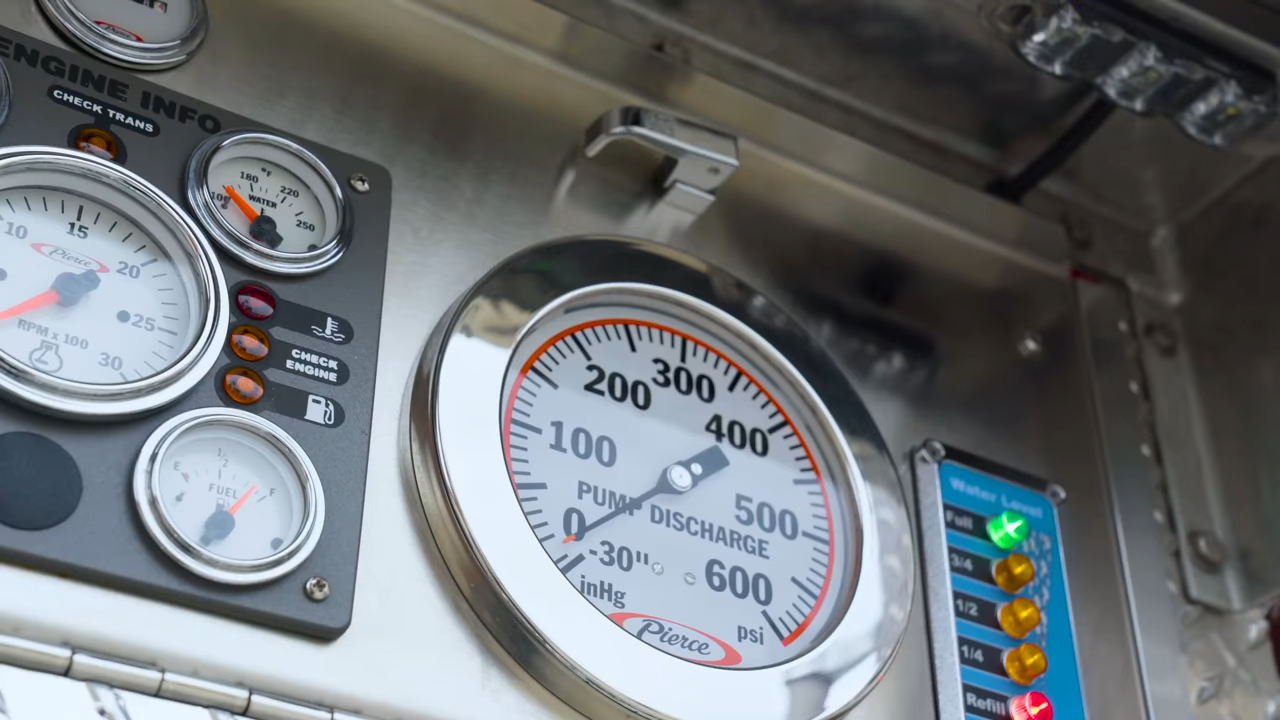 ENGINE INFO
CHECK TRANS
°F
180
220
250
WATER
10
15
20
25
30
Pierce
RPM x 100
CHECK
ENGINE
1/2
E
F
FUEL
0
100
200
300
400
500
600
PUMP DISCHARGE
-30"
inHg
psi
Pierce
Water Level
Full
3/4
1/2
1/4
Refill